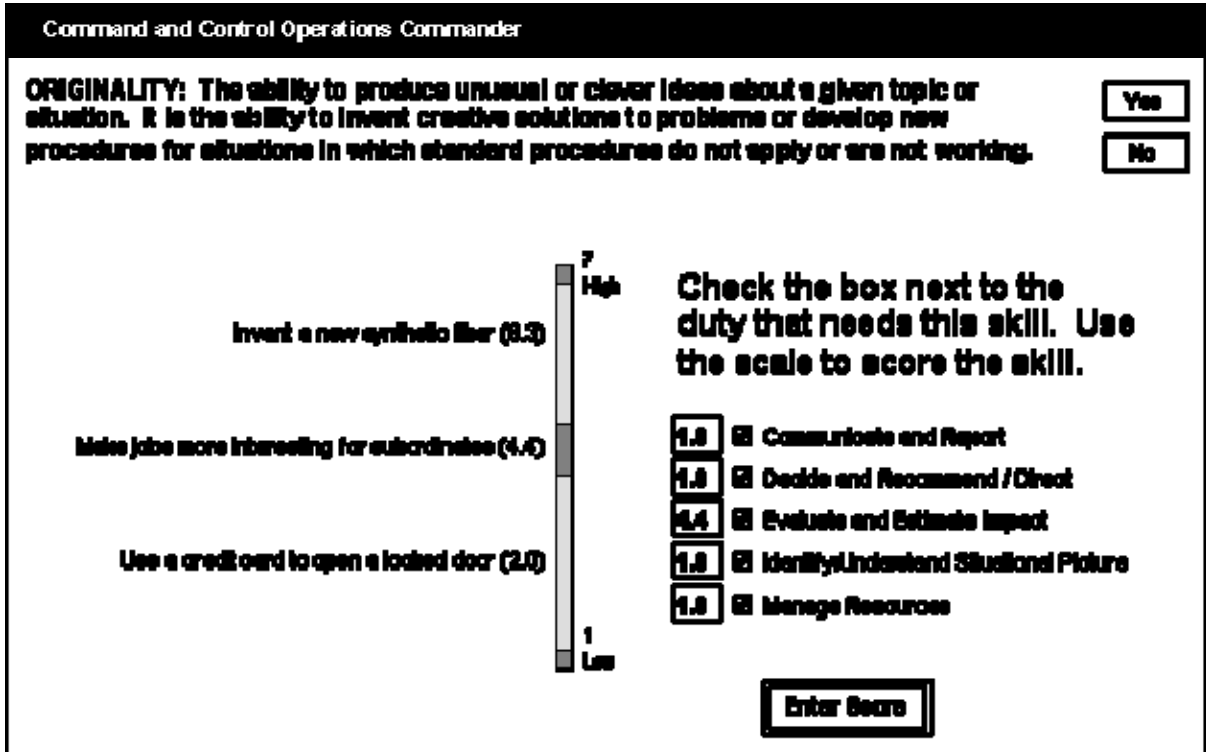 Command and Control Operations Commander
ORIGINALITY: The ability to produce unusual or clever ideas about a given topic or
situation. It is the ability to invent creative solutions to problems or develop new
procedures for situations in which standard procedures do not apply or are not working.
Yes
No
7
High
Invent a new synthetic fiber
Make jobs more interesting for subordinates (4.4)
Use a credit card to open a locked door (2.0)
1
Low
Check the box next to the
duty that needs this skill. Use
the scale to score the skill.
Communicate and Report
Decide and Recommend / Direct
4.4 Evaluate and Estimate Impact
Identify/Understand Situational Picture
Manage Resources
Enter Score